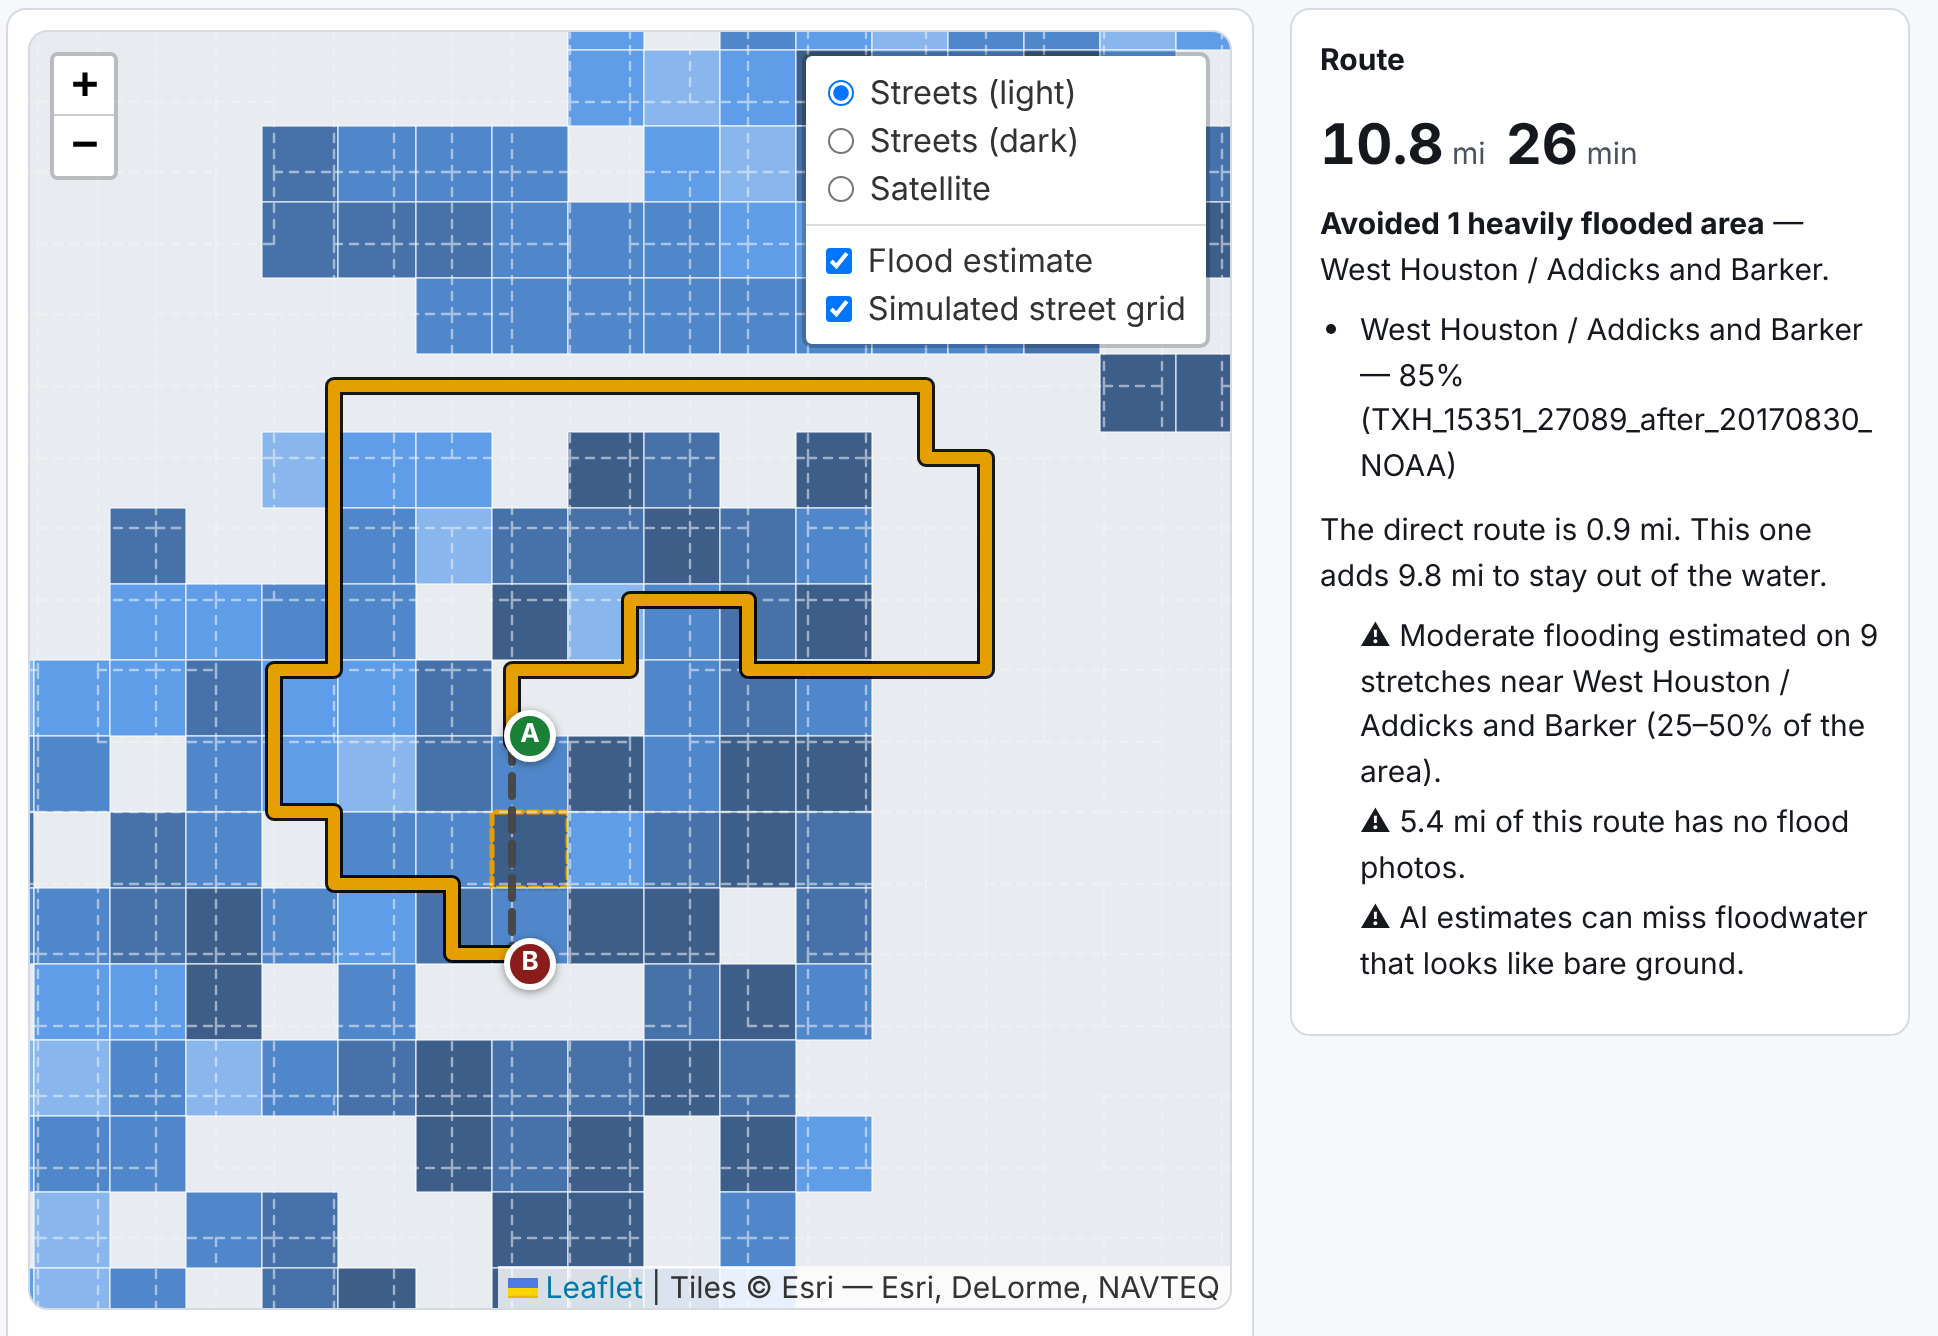 +
−
Streets (light)
Streets (dark)
Satellite
Flood estimate
Simulated street grid
A
B
Leaflet | Tiles © Esri — Esri, DeLorme, NAVTEQ
Route
10.8 mi 26 min
Avoided 1 heavily flooded area —
West Houston / Addicks and Barker.
• West Houston / Addicks and Barker
— 85%
(TXH_15351_27089_after_20170830_
NOAA)
The direct route is 0.9 mi. This one
adds 9.8 mi to stay out of the water.
⚠ Moderate flooding estimated on 9
stretches near West Houston /
Addicks and Barker (25–50% of the
area).
⚠ 5.4 mi of this route has no flood
photos.
⚠ AI estimates can miss floodwater
that looks like bare ground.